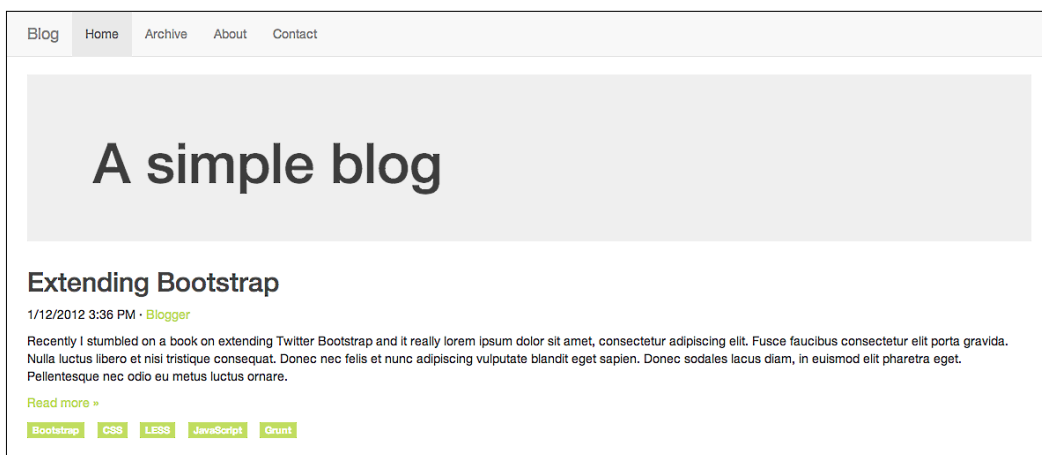 Blog Home Archive About Contact
A simple blog
Extending Bootstrap
1/12/2012 3:36 PM · Blogger
Recently I stumbled on a book on extending Twitter Bootstrap and it really lorem ipsum dolor sit amet, consectetur adipiscing elit. Fusce faucibus consectetur elit porta gravida.
Nulla luctus libero et nisi tristique consequat. Donec nec felis et nunc adipiscing vulputate blandit eget sapien. Donec sodales lacus diam, in euismod elit pharetra eget.
Pellentesque nec odio eu metus luctus ornare.
Read more »
Bootstrap CSS LESS JavaScript Grunt